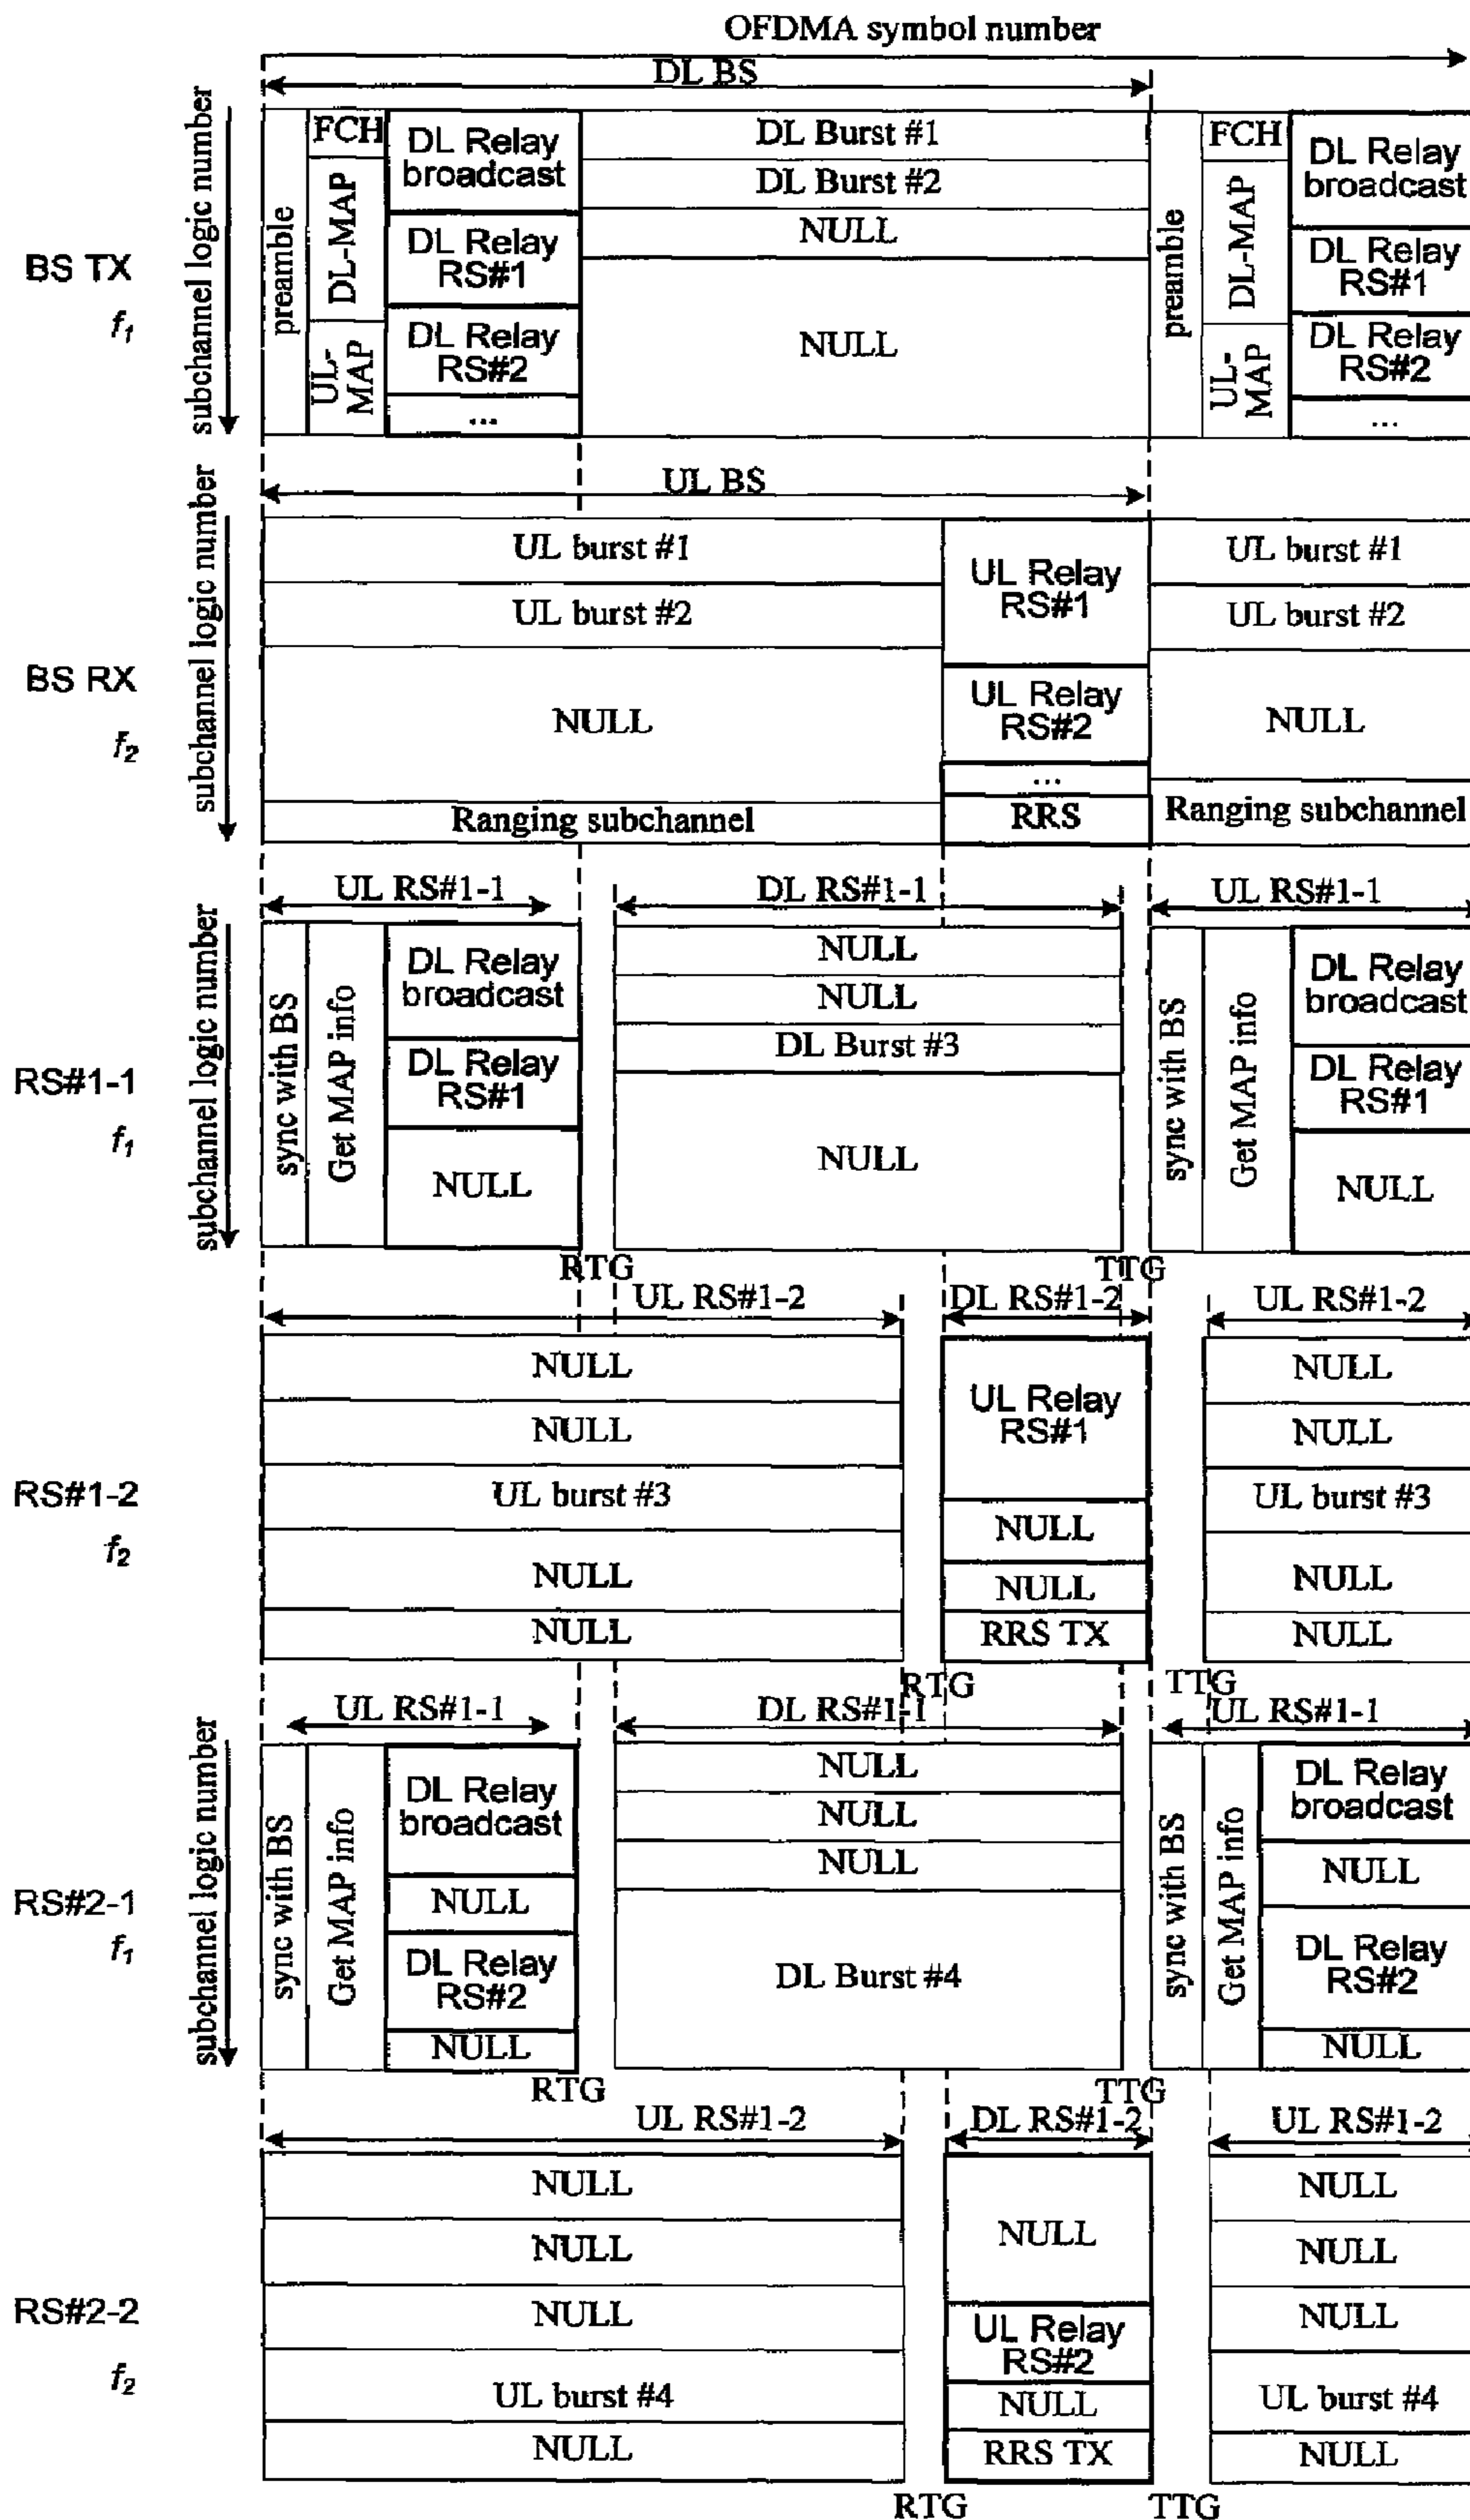 OFDMA symbol number
DL BS
subchannel logic number
BS TX
f1
preamble
FCH
DL-MAP
UL-
MAP
DL Relay
broadcast
DL Relay
RS#1
DL Relay
RS#2
...
DL Burst #1
DL Burst #2
NULL
NULL
preamble
FCH
DL-MAP
UL-
MAP
DL Relay
broadcast
DL Relay
RS#1
DL Relay
RS#2
...
UL BS
subchannel logic number
BS RX
f2
UL burst #1
UL burst #2
NULL
Ranging subchannel
UL Relay
RS#1
UL Relay
RS#2
...
RRS
UL burst #1
UL burst #2
NULL
Ranging subchannel
UL RS#1-1
DL RS#1-1
UL RS#1-1
subchannel logic number
RS#1-1
f1
sync with BS
Get MAP info
DL Relay
broadcast
DL Relay
RS#1
NULL
NULL
NULL
DL Burst #3
NULL
sync with BS
Get MAP info
DL Relay
broadcast
DL Relay
RS#1
NULL
RTG
TTG
UL RS#1-2
DL RS#1-2
UL RS#1-2
RS#1-2
f2
NULL
NULL
UL burst #3
NULL
NULL
UL Relay
RS#1
NULL
NULL
RRS TX
NULL
NULL
UL burst #3
NULL
NULL
RTG
TTG
UL RS#1-1
DL RS#1-1
UL RS#1-1
subchannel logic number
RS#2-1
f1
sync with BS
Get MAP info
DL Relay
broadcast
NULL
DL Relay
RS#2
NULL
NULL
NULL
NULL
DL Burst #4
sync with BS
Get MAP info
DL Relay
broadcast
NULL
DL Relay
RS#2
NULL
RTG
TTG
UL RS#1-2
DL RS#1-2
UL RS#1-2
RS#2-2
f2
NULL
NULL
NULL
UL burst #4
NULL
NULL
UL Relay
RS#2
NULL
RRS TX
NULL
NULL
NULL
UL burst #4
NULL
RTG
TTG